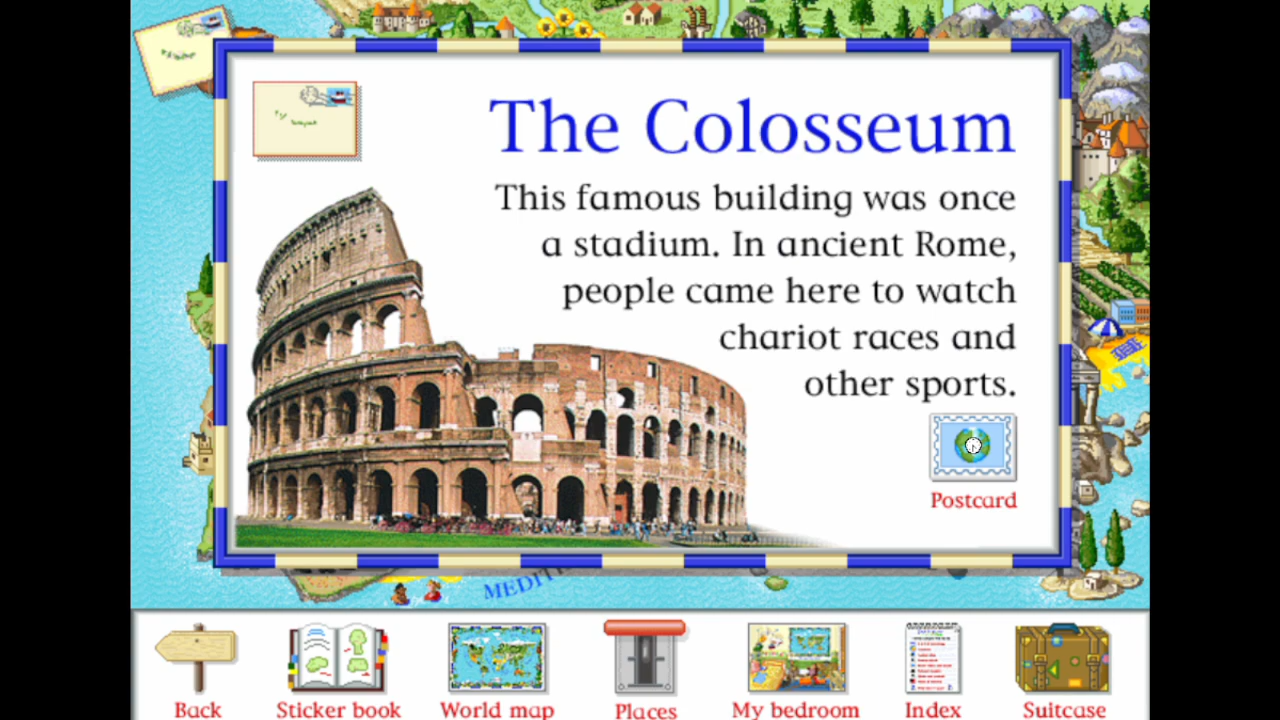 The Colosseum
This famous building was once
a stadium. In ancient Rome,
people came here to watch
chariot races and
other sports.
Postcard
Back
Sticker book
World map
Places
My bedroom
Index
Suitcase